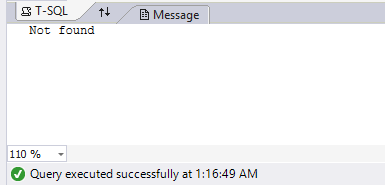 T-SQL
Message
Not found
110 %
Query executed successfully at 1:16:49 AM